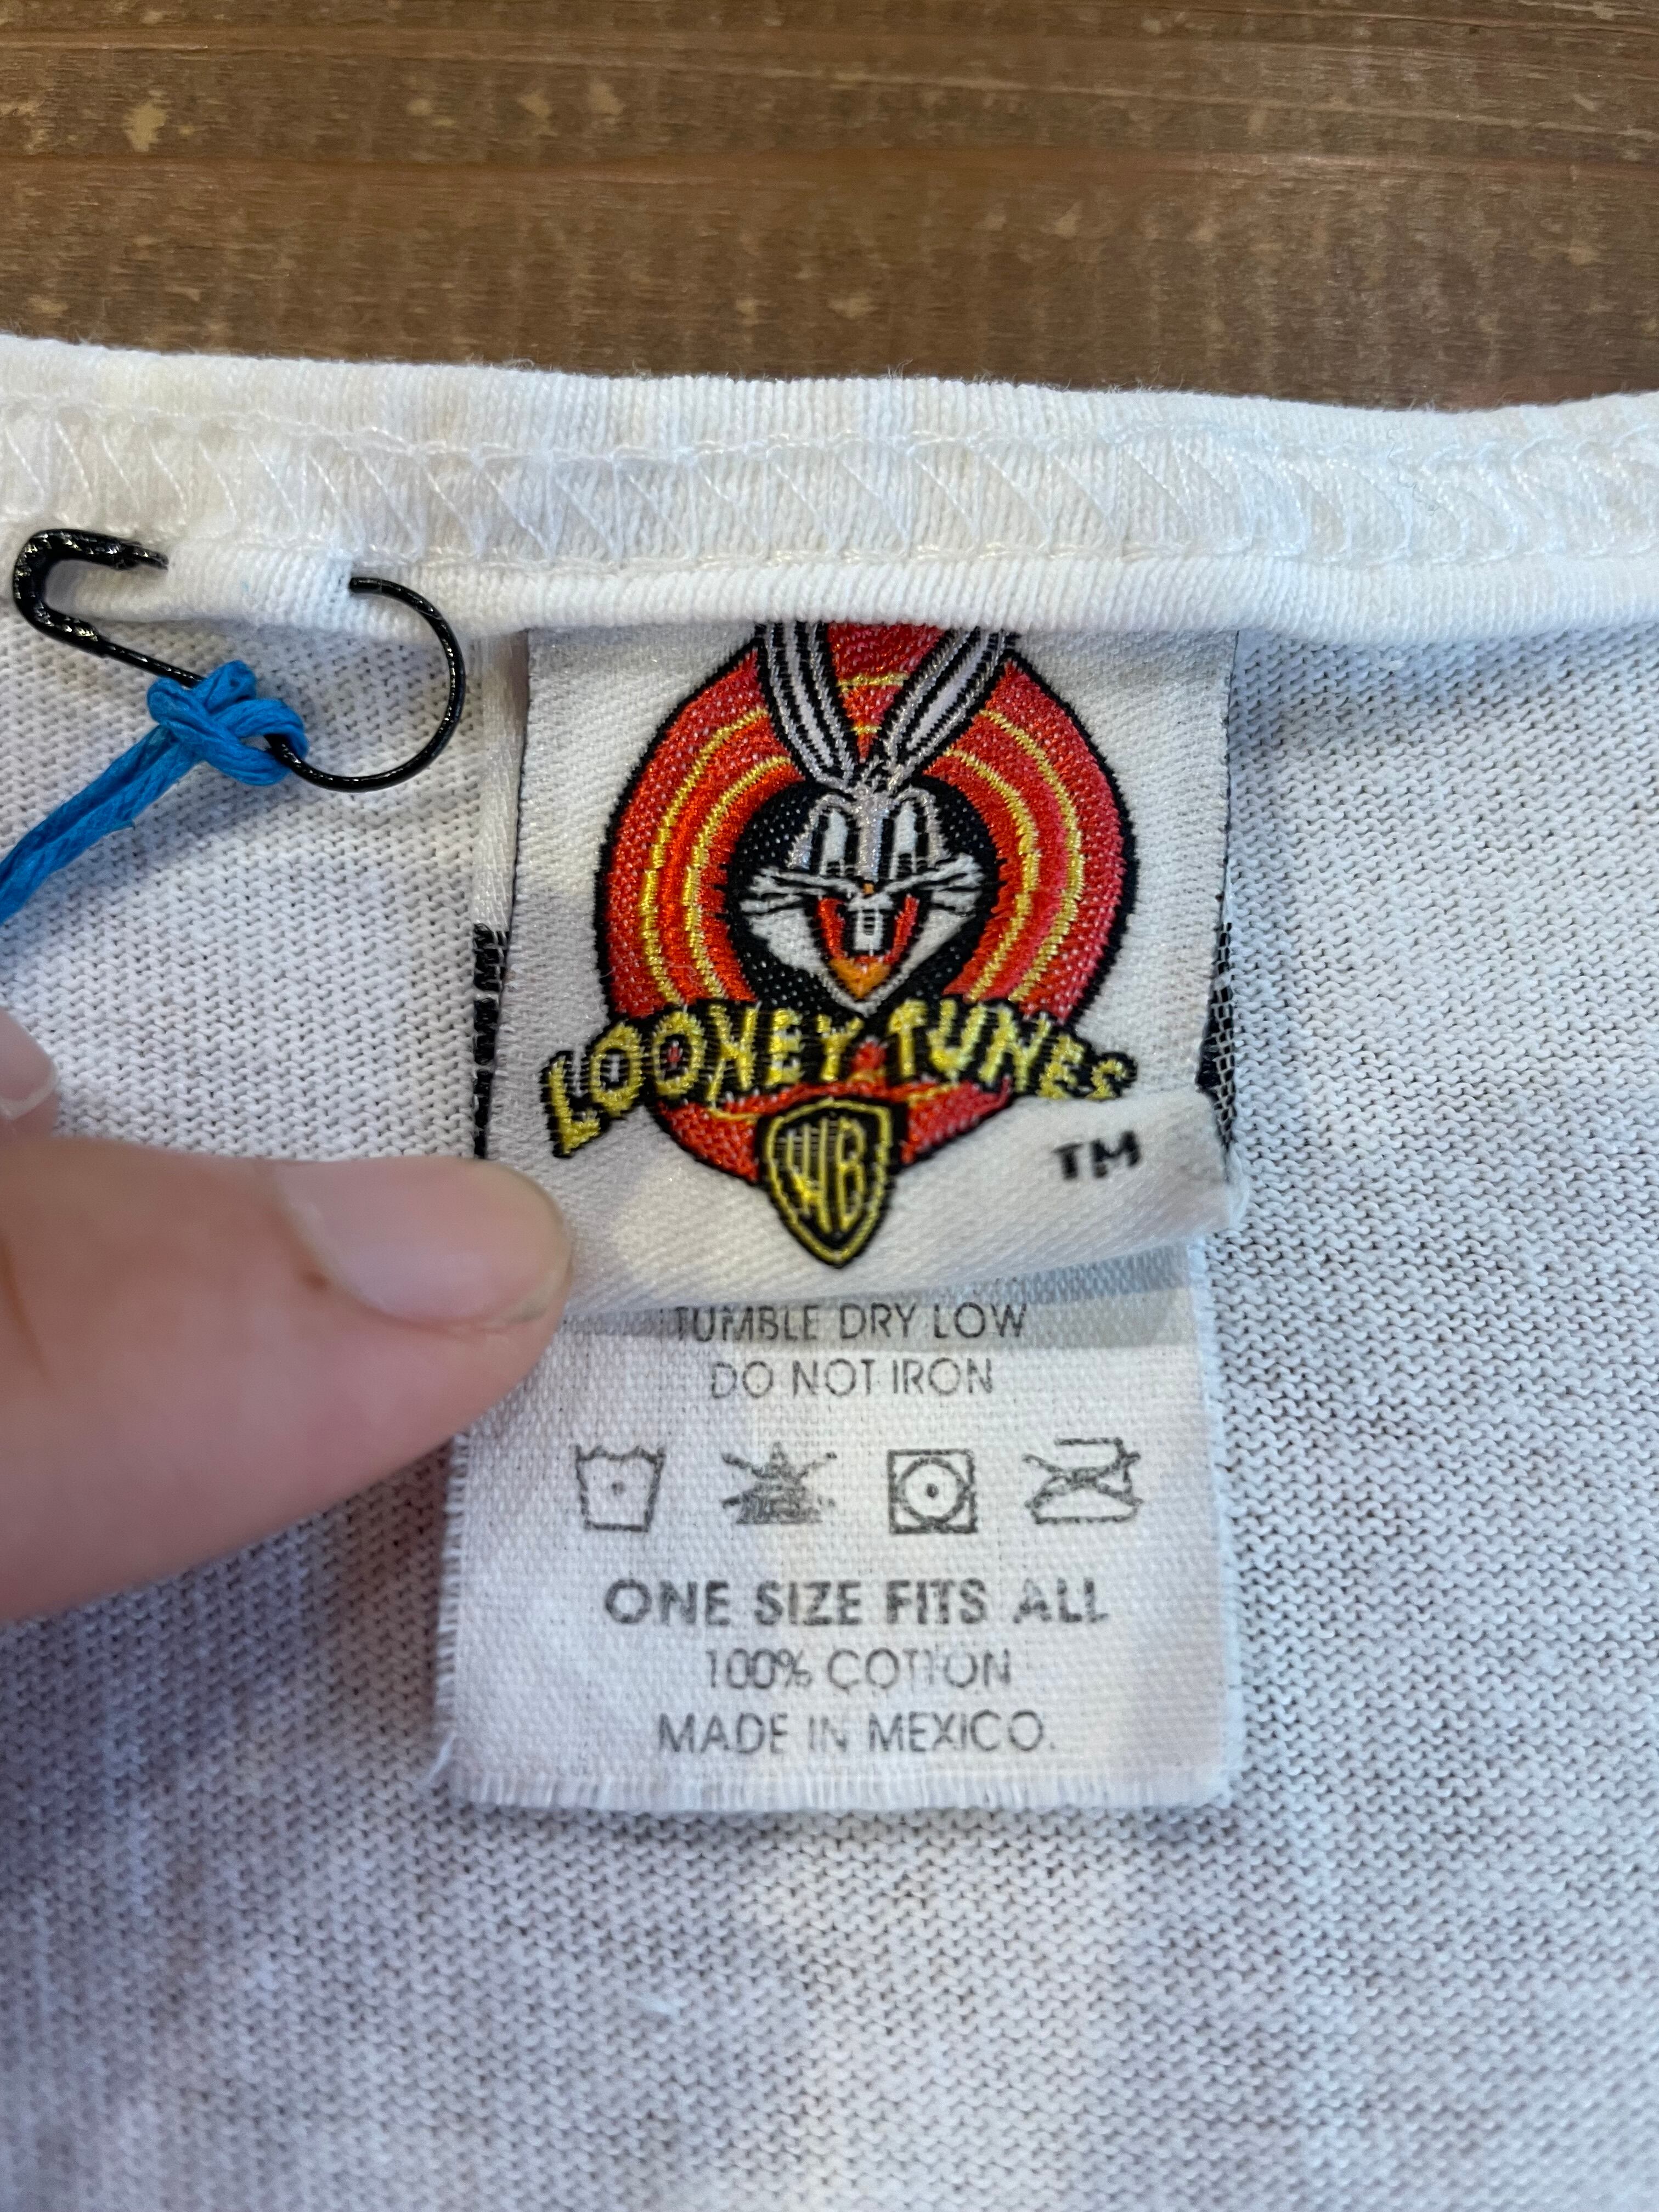 LOONEY TUNES
WB
TM
TUMBLE DRY LOW
DO NOT IRON
ONE SIZE FITS ALL
100% COTTON
MADE IN MEXICO.